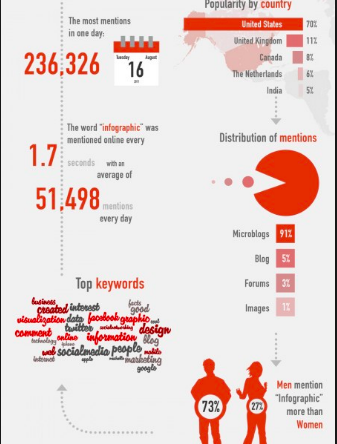 The most mentions
in one day:
236,326
Tuesday August
16
The word "infographic" was
mentioned online every
1.7 seconds with an
average of
51,498 mentions
every day
Top keywords
business
created interest
facts
good
visualization data facebook graphic
comment twitter design
technology online information blog
web socialmedia people
internet apple marketing
google
Popularity by country
United States 70%
United Kingdom 11%
Canada 8%
The Netherlands 6%
India 5%
Distribution of mentions
Microblogs 91%
Blog 5%
Forums 3%
Images 1%
73%
27%
Men mention
"Infographic"
more than
Women